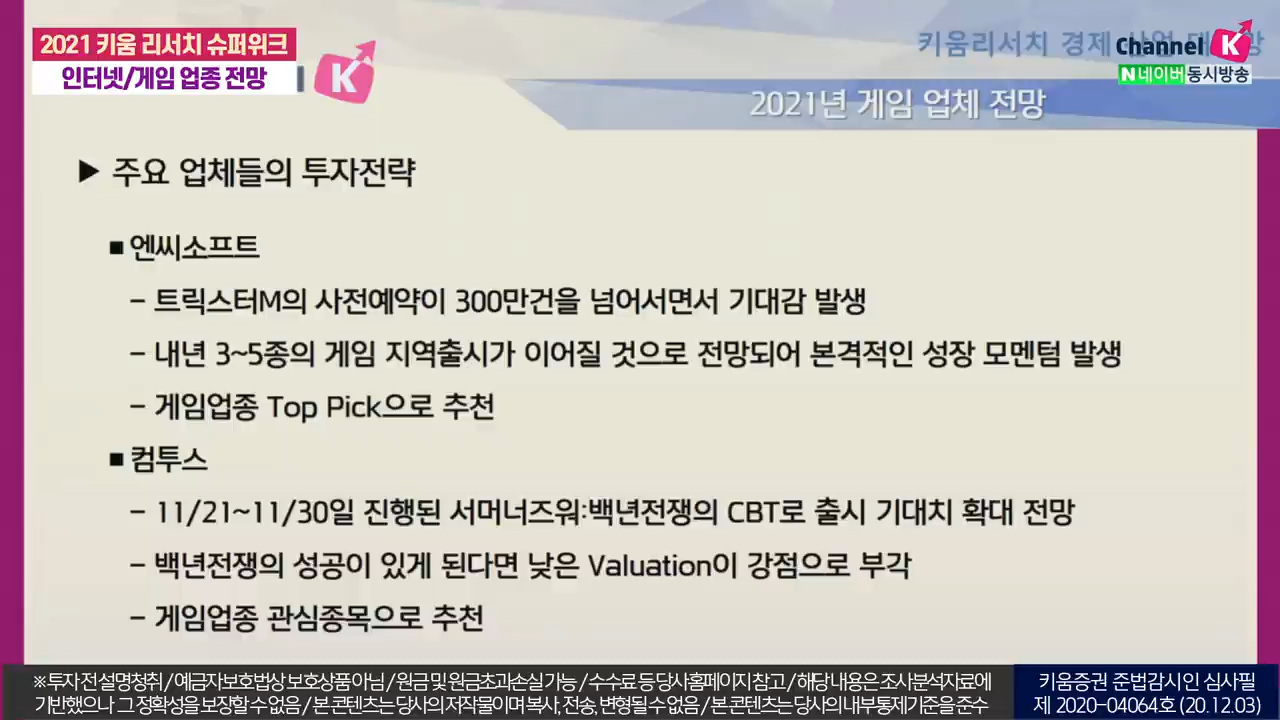 2021 키움 리서치 슈퍼위크
인터넷/게임 업종 전망
키움리서치 경제
Channel K
N 네이버 동시방송
2021년 게임 업체 전망
▶ 주요 업체들의 투자전략
■ 엔씨소프트
– 트릭스터M의 사전예약이 300만건을 넘어서면서 기대감 발생
– 내년 3~5종의 게임 지역출시가 이어질 것으로 전망되어 본격적인 성장 모멘텀 발생
– 게임업종 Top Pick으로 추천
■ 컴투스
– 11/21~11/30일 진행된 서머너즈워:백년전쟁의 CBT로 출시 기대치 확대 전망
– 백년전쟁의 성공이 있게 된다면 낮은 Valuation이 강점으로 부각
– 게임업종 관심종목으로 추천
※ 투자 전 설명청취 / 예금자보호법상 보호상품 아님 / 원금 및 원금초과손실 가능 / 수수료 등 당사홈페이지 참고 / 해당 내용은 조사분석자료에
기반했으나 그 정확성을 보장할 수 없음 / 본 콘텐츠는 당사의 저작물이며 복사, 전송, 변형될 수 없음 / 본 콘텐츠는 당사의 내부통제기준을 준수
키움증권 준법감시인 심사필
제 2020-04064호 (20.12.03)